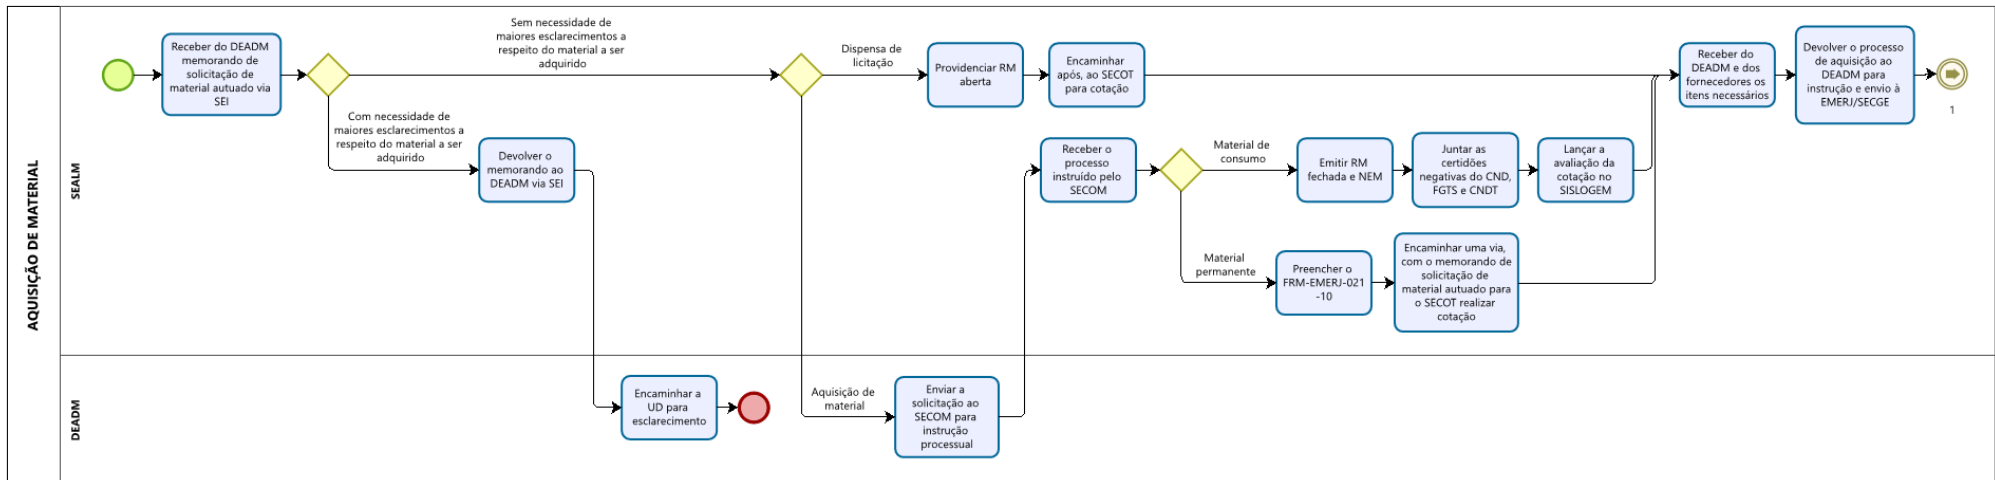 AQUISIÇÃO DE MATERIAL
SEALM
Receber do DEADM
memorando de
solicitação de
material autuado via
SEI
Sem necessidade de
maiores esclarecimentos a
respeito do material a ser
adquirido
Com necessidade de
maiores esclarecimentos a
respeito do material a ser
adquirido
Devolver o
memorando ao
DEADM via SEI
Dispensa de
licitação
Providenciar RM
aberta
Encaminhar
após, ao SECOT
para cotação
Receber o
processo
instruído pelo
SECOM
Material de
consumo
Emitir RM
fechada e NEM
Juntar as
certidões
negativas do CND,
FGTS e CNDT
Lançar a
avaliação da
cotação no
SISLOGEM
Material
permanente
Preencher o
FRM-EMERJ-021
-10
Encaminhar uma via,
com o memorando de
solicitação de
material autuado para
o SECOT realizar
cotação
Receber do
DEADM e dos
fornecedores os
itens necessários
Devolver o processo
de aquisição ao
DEADM para
instrução e envio à
EMERJ/SECGE
1
DEADM
Encaminhar a
UD para
esclarecimento
Aquisição de
material
Enviar a
solicitação ao
SECOM para
instrução
processual